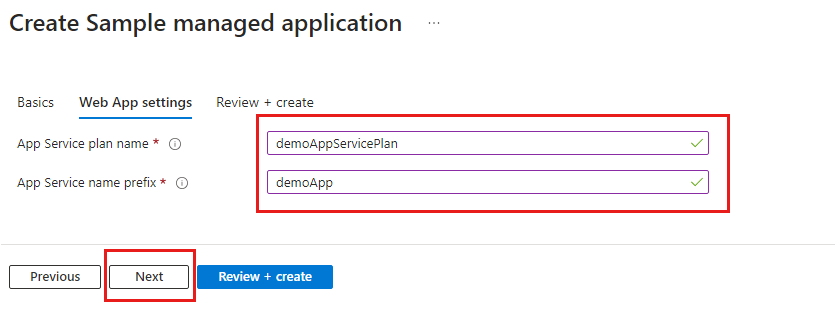 Create Sample managed application ...
Basics Web App settings Review + create
App Service plan name * demoAppServicePlan
App Service name prefix * demoApp
Previous Next Review + create